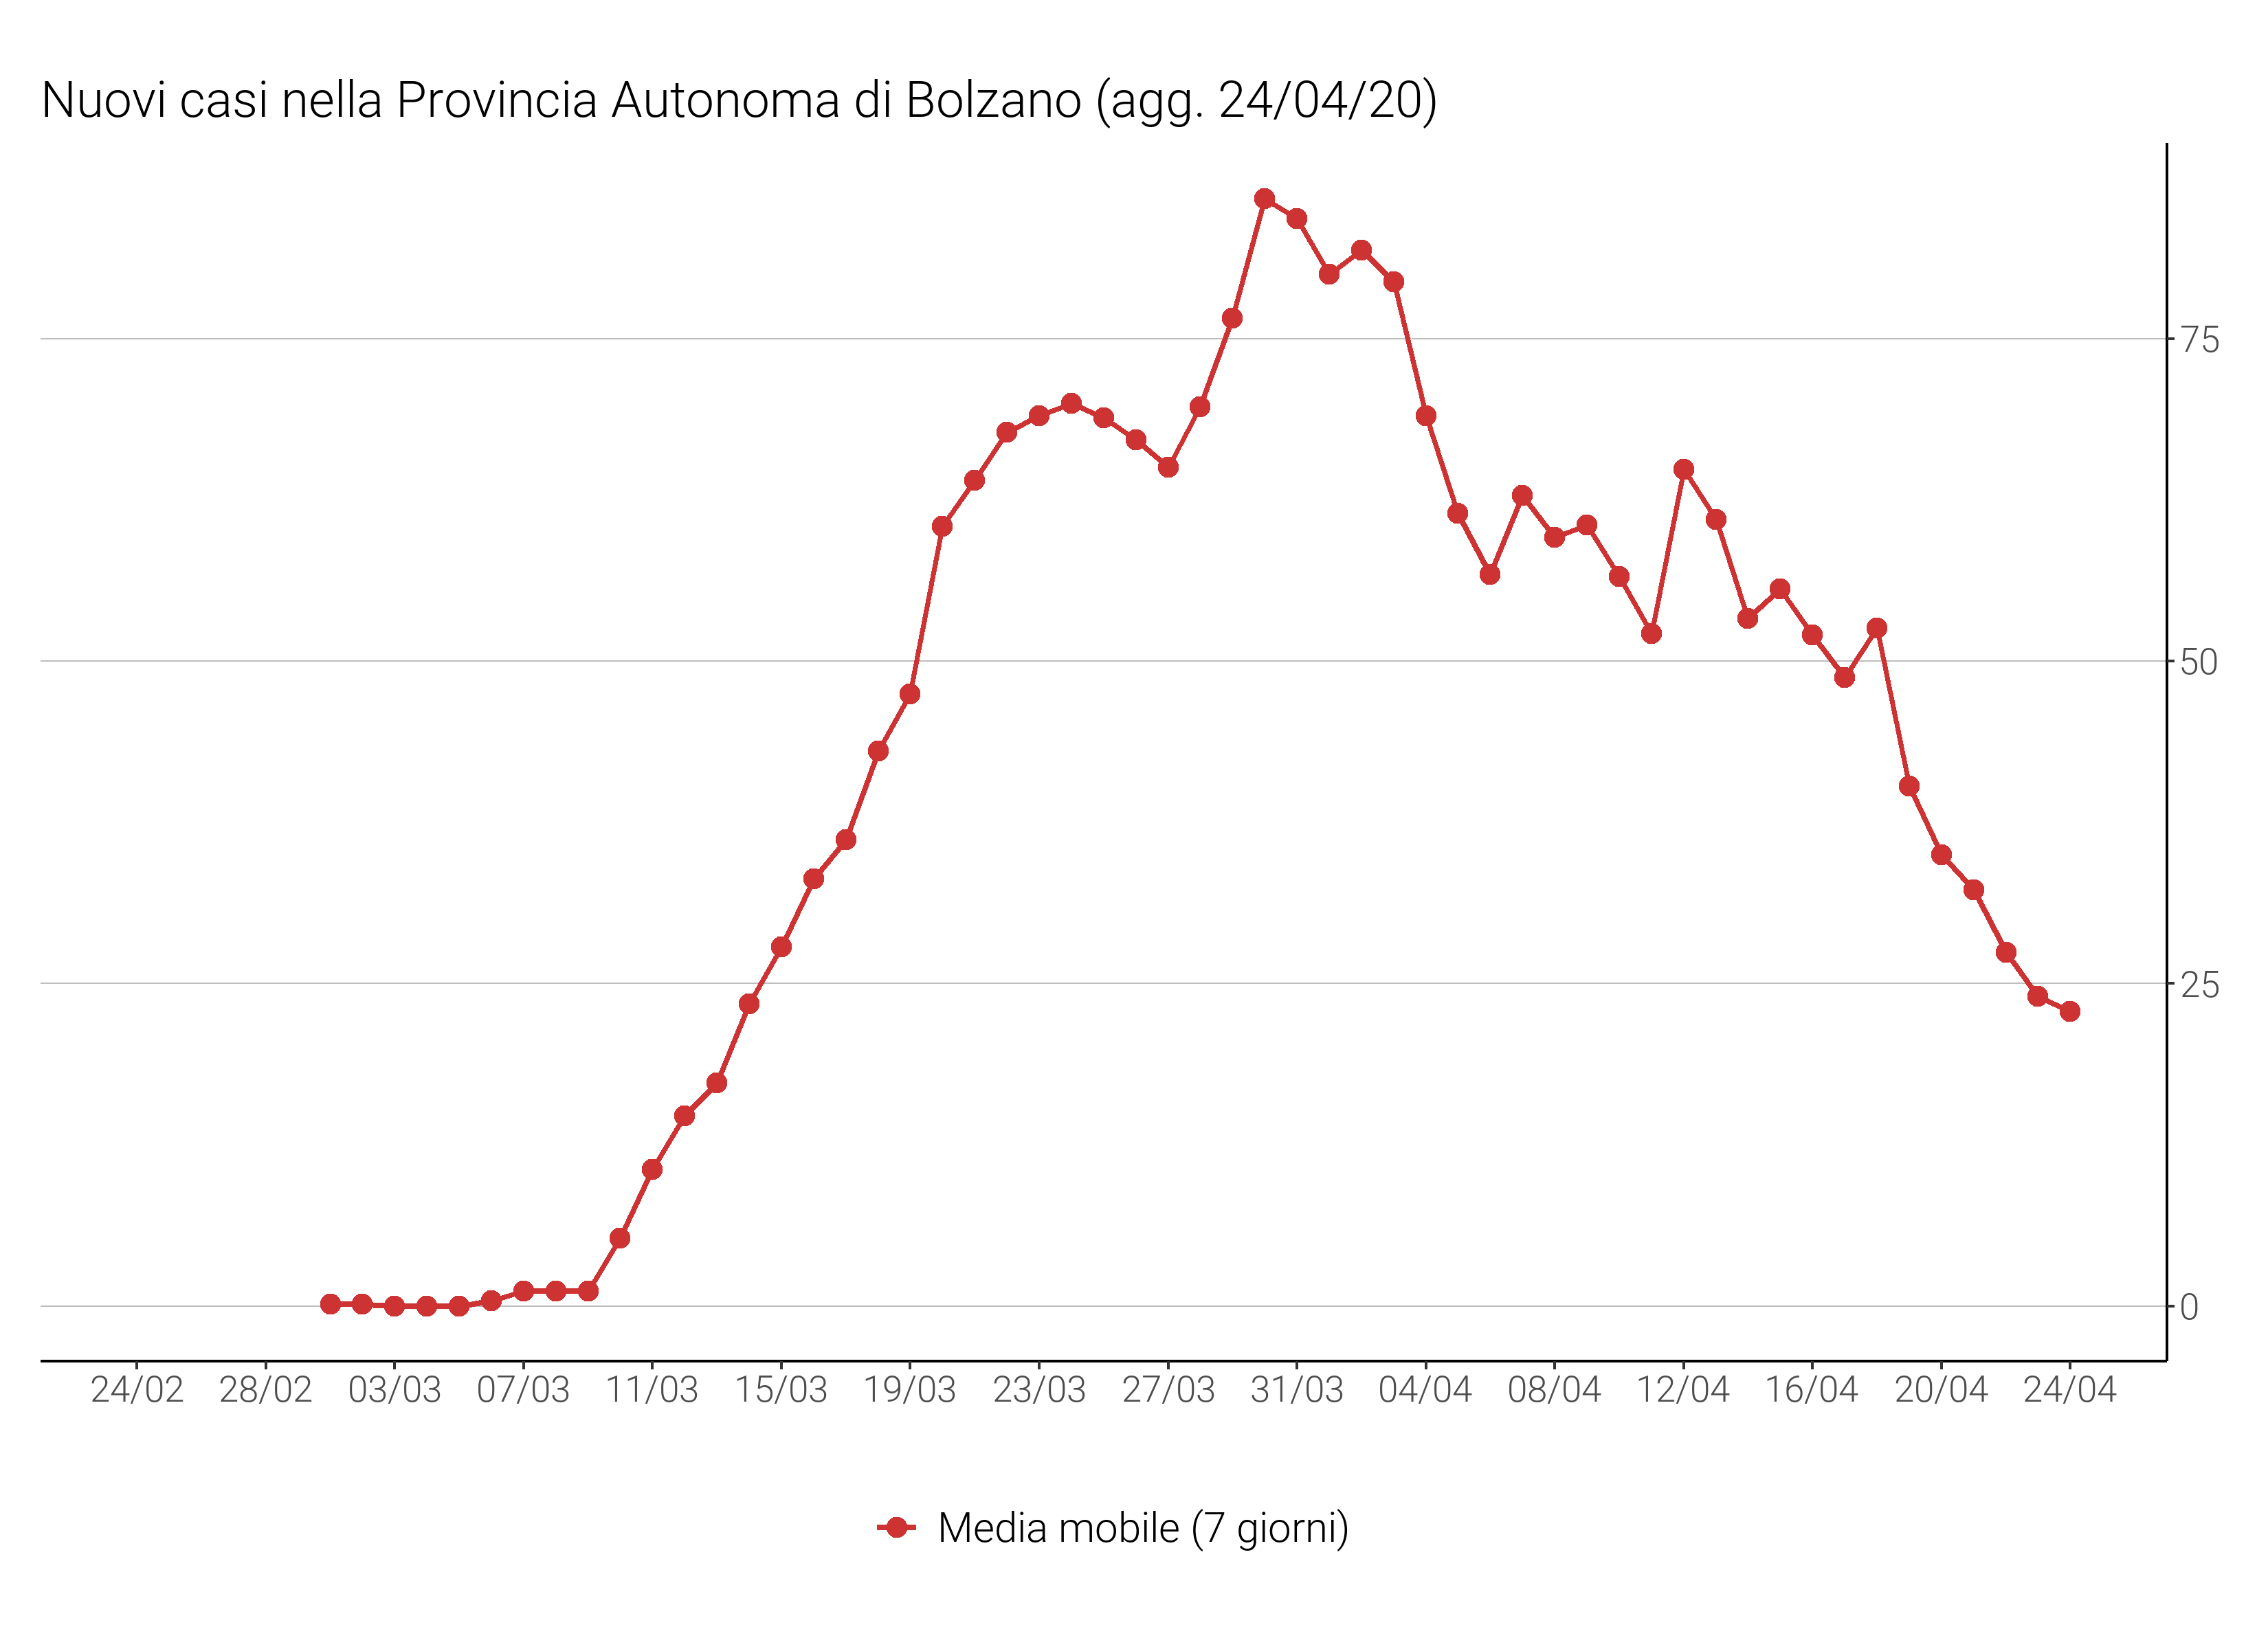 Nuovi casi nella Provincia Autonoma di Bolzano (agg. 24/04/20)
75
50
25
0
24/02 28/02 03/03 07/03 11/03 15/03 19/03 23/03 27/03 31/03 04/04 08/04 12/04 16/04 20/04 24/04
Media mobile (7 giorni)